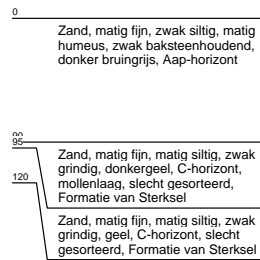 0
Zand, matig fijn, zwak siltig, matig
humeus, zwak baksteenhoudend,
donker bruingrijs, Aap-horizont
90
95
Zand, matig fijn, matig siltig, zwak
grindig, donkergeel, C-horizont,
mollenlaag, slecht gesorteerd,
Formatie van Sterksel
120
Zand, matig fijn, matig siltig, zwak
grindig, geel, C-horizont, slecht
gesorteerd, Formatie van Sterksel